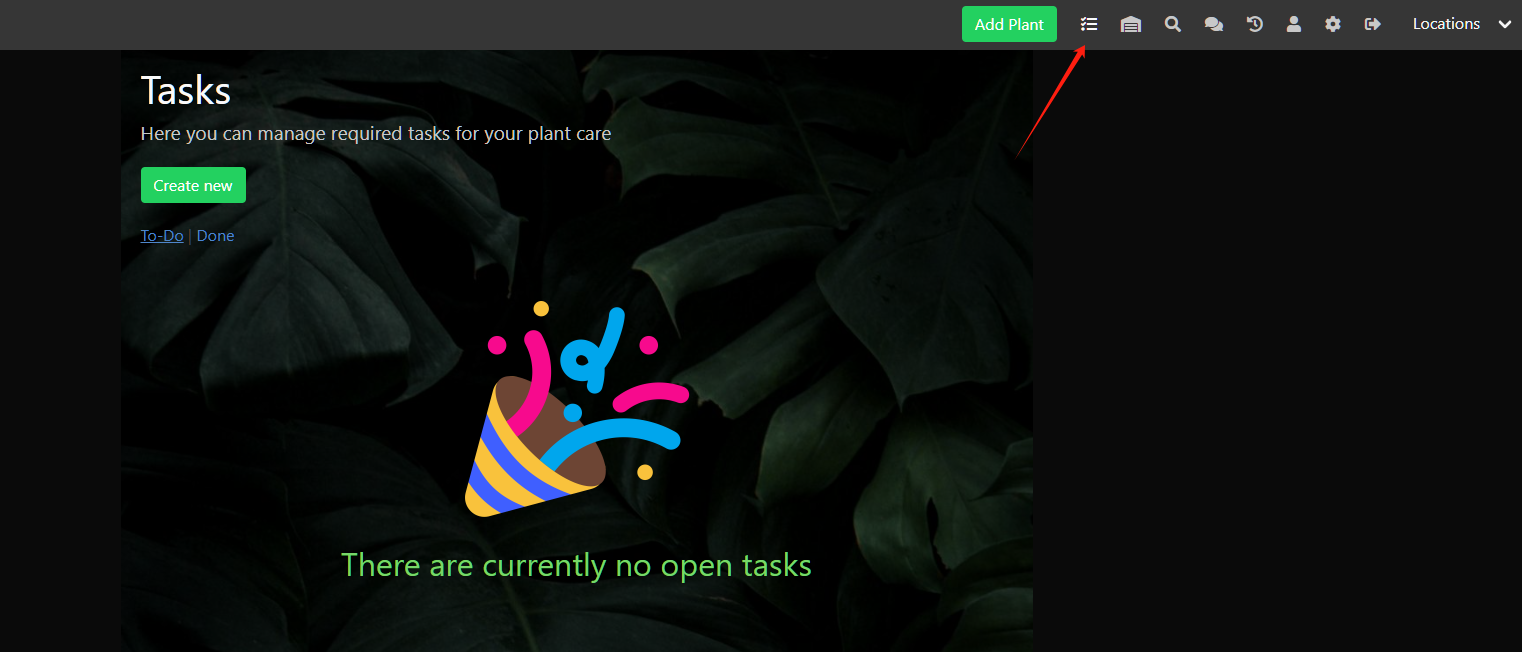 Add Plant
Locations
Tasks
Here you can manage required tasks for your plant care
Create new
To-Do | Done
There are currently no open tasks